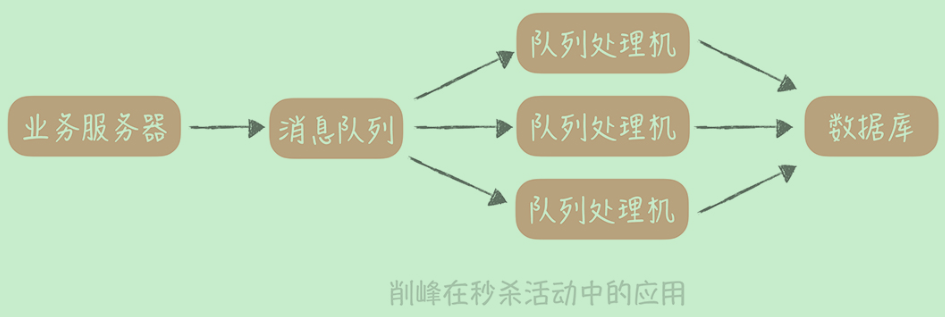 队列处理机
业务服务器
消息队列
队列处理机
数据库
队列处理机
削峰在秒杀活动中的应用